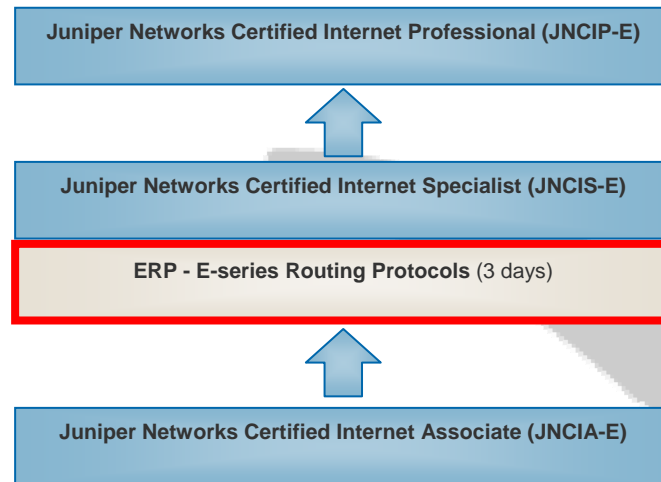 Juniper Networks Certified Internet Professional (JNCIP-E)
Juniper Networks Certified Internet Specialist (JNCIS-E)
ERP - E-series Routing Protocols (3 days)
Juniper Networks Certified Internet Associate (JNCIA-E)